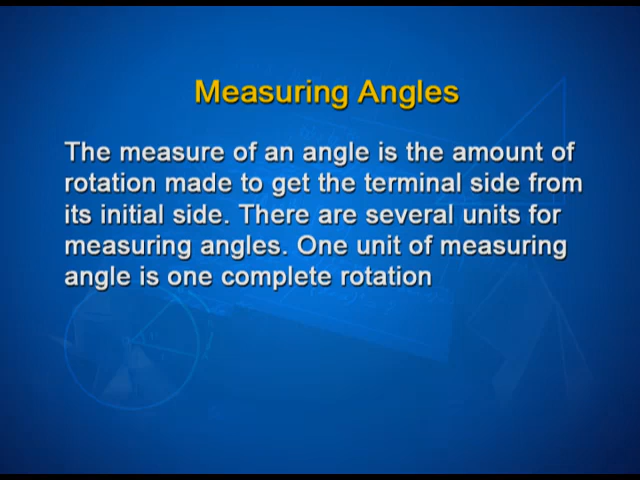 Measuring Angles
The measure of an angle is the amount of
rotation made to get the terminal side from
its initial side. There are several units for
measuring angles. One unit of measuring
angle is one complete rotation